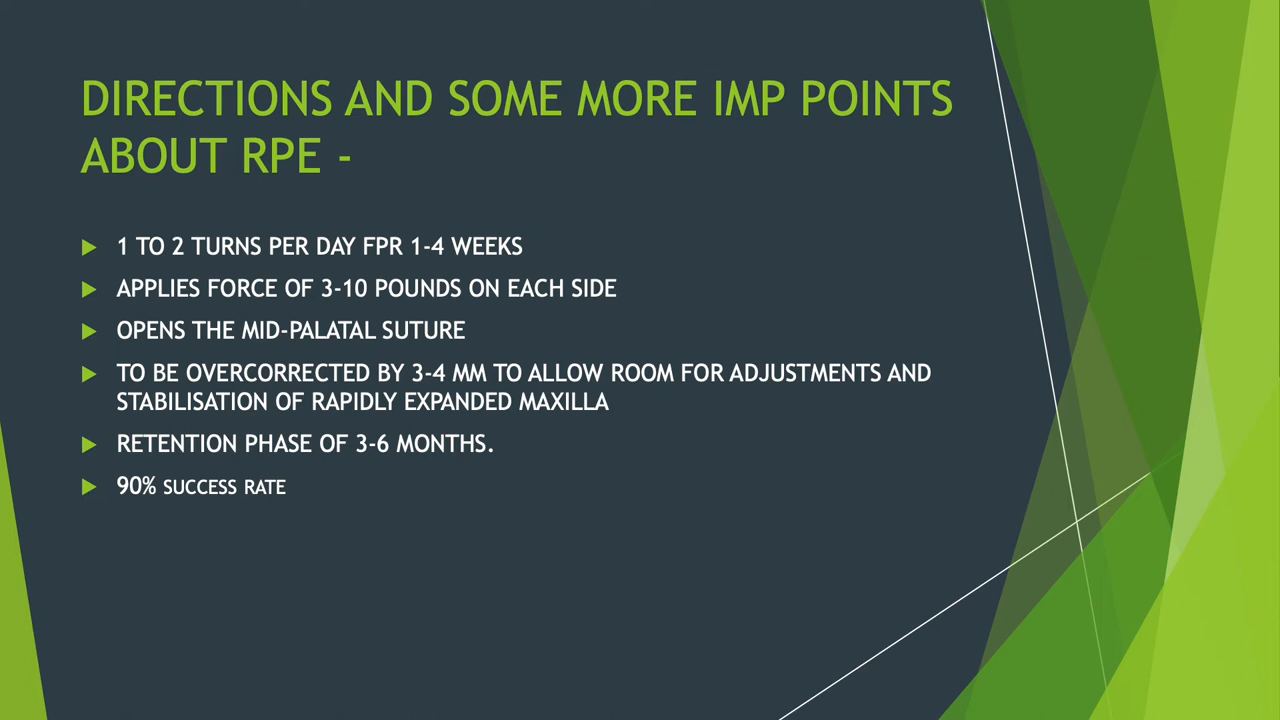 DIRECTIONS AND SOME MORE IMP POINTS
ABOUT RPE -
1 TO 2 TURNS PER DAY FPR 1-4 WEEKS
APPLIES FORCE OF 3-10 POUNDS ON EACH SIDE
OPENS THE MID-PALATAL SUTURE
TO BE OVERCORRECTED BY 3-4 MM TO ALLOW ROOM FOR ADJUSTMENTS AND
STABILISATION OF RAPIDLY EXPANDED MAXILLA
RETENTION PHASE OF 3-6 MONTHS.
90% SUCCESS RATE